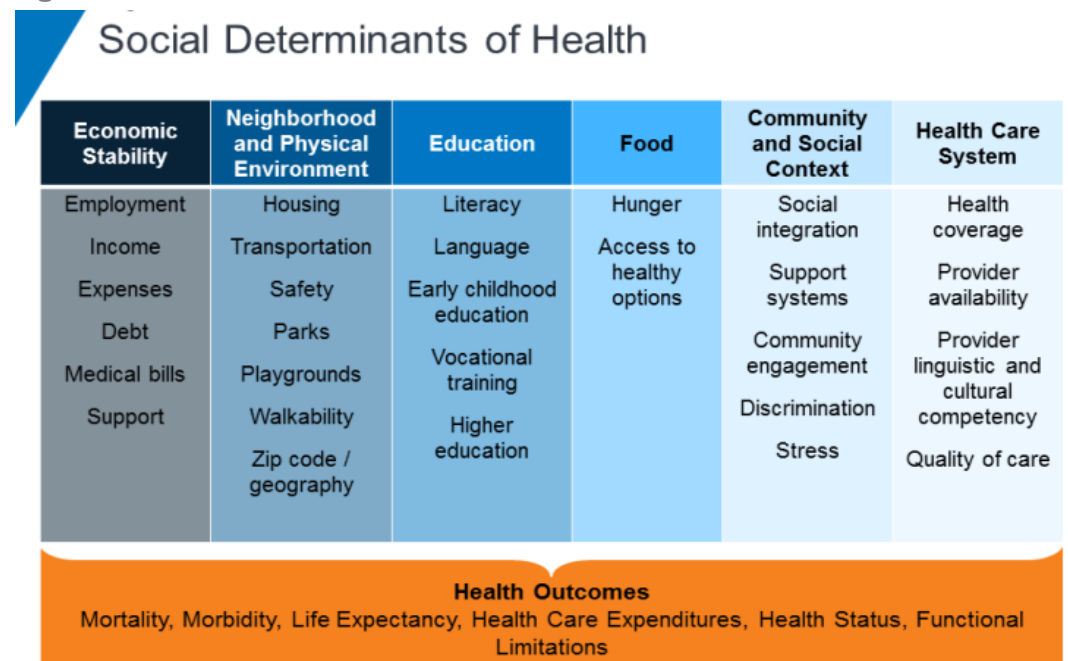 Social Determinants of Health
Economic
Stability
Neighborhood
and Physical
Environment
Education
Food
Community
and Social
Context
Health Care
System
Employment
Income
Expenses
Debt
Medical bills
Support
Housing
Transportation
Safety
Parks
Playgrounds
Walkability
Zip code /
geography
Literacy
Language
Early childhood
education
Vocational
training
Higher
education
Hunger
Access to
healthy
options
Social
integration
Support
systems
Community
engagement
Discrimination
Stress
Health
coverage
Provider
availability
Provider
linguistic and
cultural
competency
Quality of care
Health Outcomes
Mortality, Morbidity, Life Expectancy, Health Care Expenditures, Health Status, Functional
Limitations